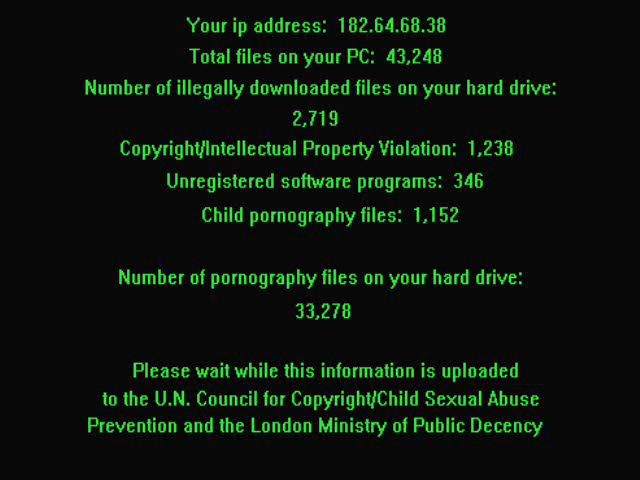 Your ip address: 182.64.68.38
Total files on your PC: 43,248
Number of illegally downloaded files on your hard drive:
2,719
Copyright/Intellectual Property Violation: 1,238
Unregistered software programs: 346
Child pornography files: 1,152
Number of pornography files on your hard drive:
33,278
Please wait while this information is uploaded
to the U.N. Council for Copyright/Child Sexual Abuse
Prevention and the London Ministry of Public Decency